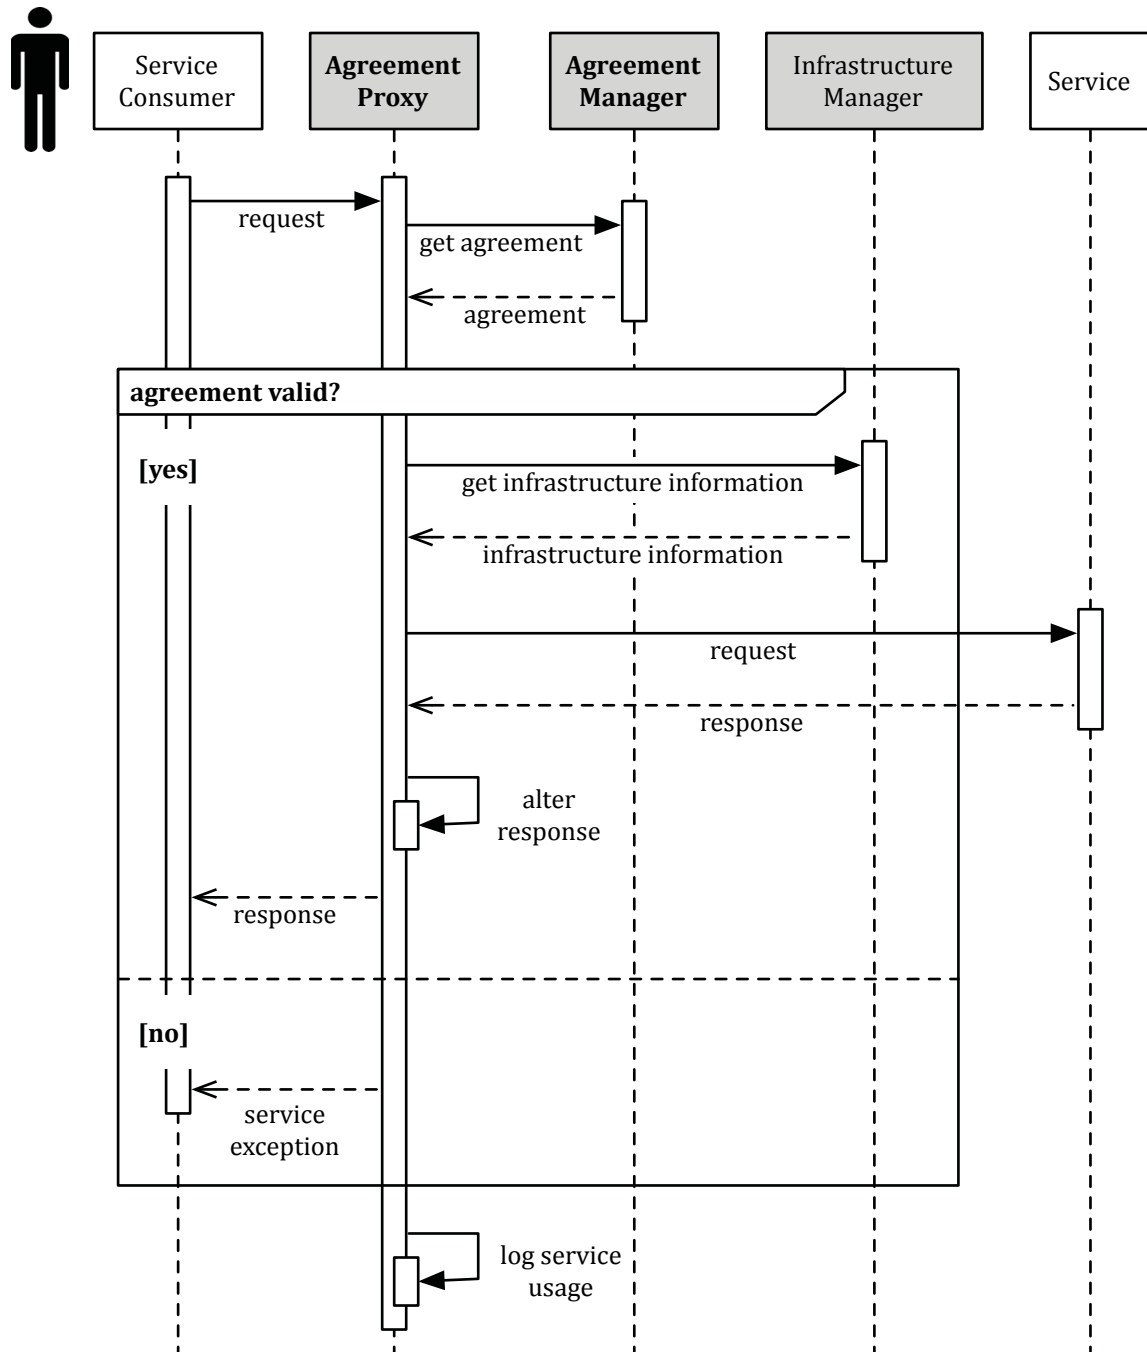 Service
Consumer
Agreement
Proxy
Agreement
Manager
Infrastructure
Manager
Service
request
get agreement
agreement
agreement valid?
[yes]
get infrastructure information
infrastructure information
request
response
alter
response
response
[no]
service
exception
log service
usage